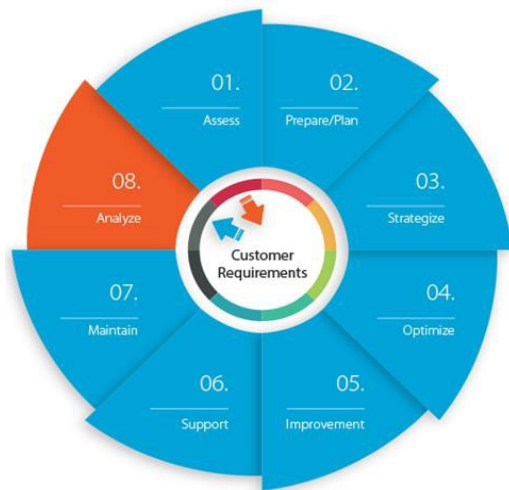 01.
Assess
02.
Prepare/Plan
03.
Strategize
04.
Optimize
05.
Improvement
06.
Support
07.
Maintain
08.
Analyze
Customer
Requirements